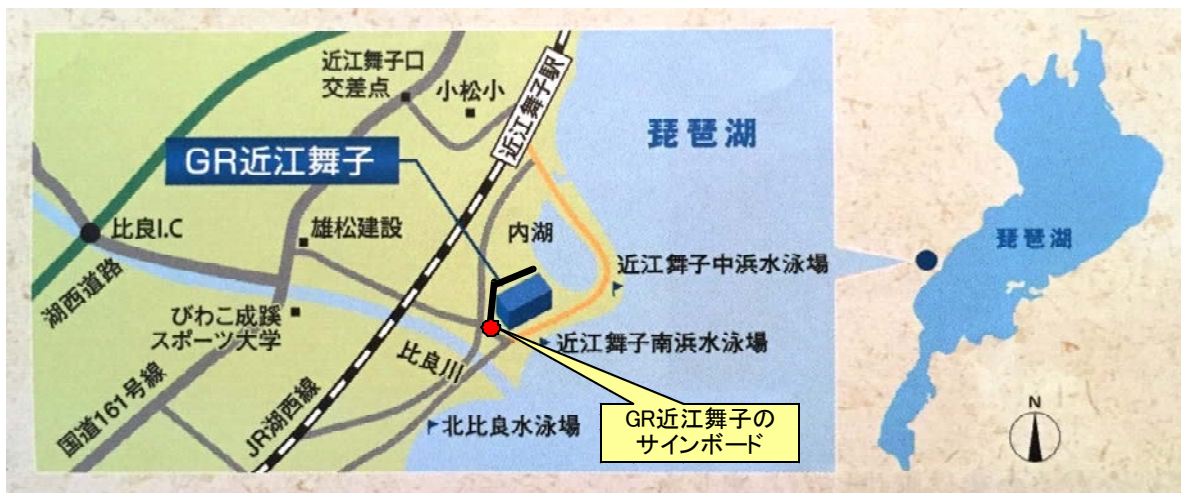 近江舞子口
交差点
小松小
近江舞子駅
琵琶湖
GR近江舞子
比良I.C
雄松建設
内湖
琵琶湖
近江舞子中浜水泳場
湖西道路
びわこ成蹊
スポーツ大学
近江舞子南浜水泳場
比良川
国道161号線
JR湖西線
北比良水泳場
GR近江舞子の
サインボード
N